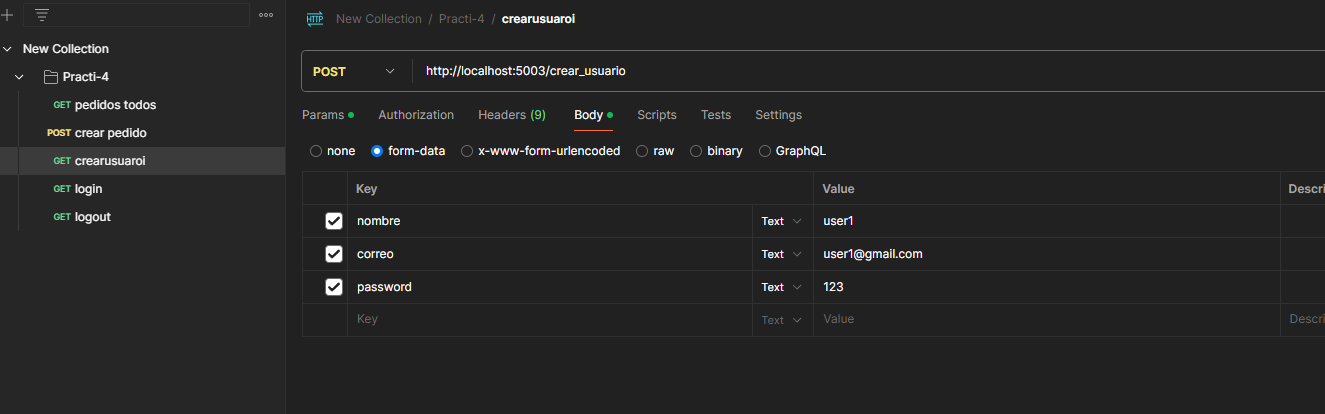 New Collection
Practi-4
GET pedidos todos
POST crear pedido
GET crearusuaroi
GET login
GET logout
HTTP New Collection / Practi-4 / crearusuaroi
POST http://localhost:5003/crear_usuario
Params Authorization Headers (9) Body Scripts Tests Settings
none form-data x-www-form-urlencoded raw binary GraphQL
Key Value Descri
nombre Text user1
correo Text user1@gmail.com
password Text 123
Key Text Value Descri